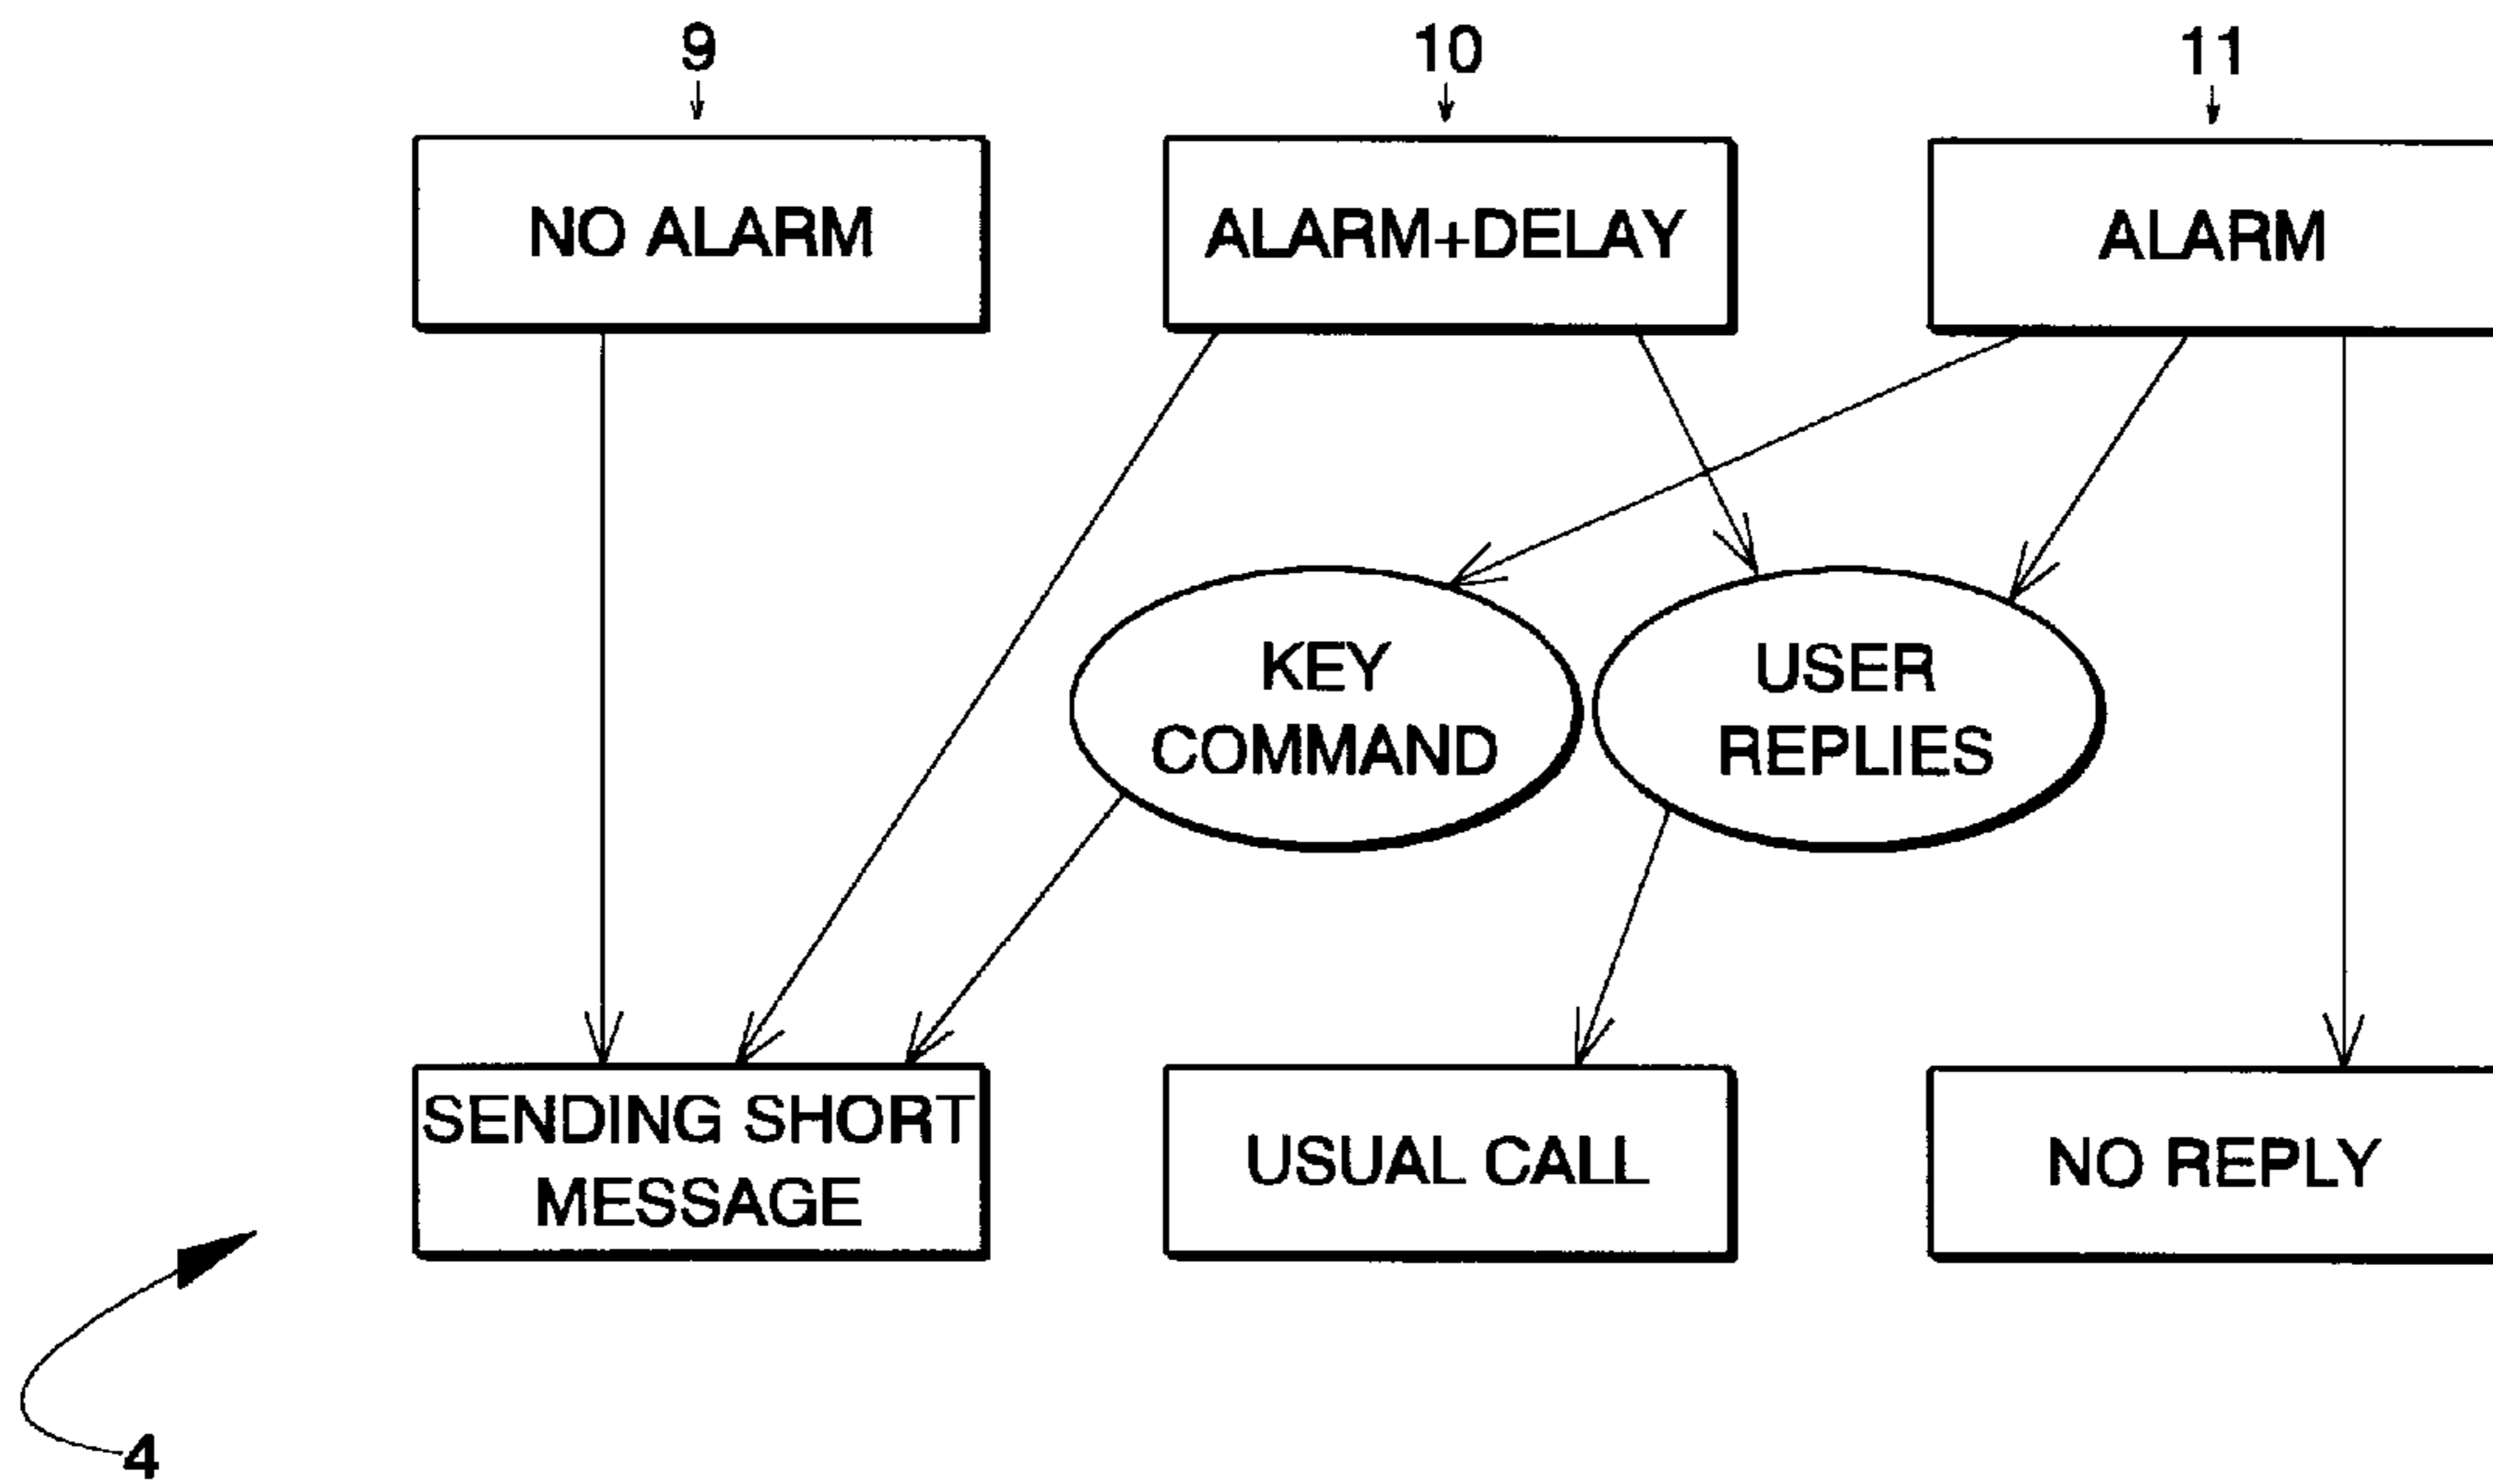 9
10
11
NO ALARM
ALARM+DELAY
ALARM
KEY
COMMAND
USER
REPLIES
SENDING SHORT
MESSAGE
USUAL CALL
NO REPLY
4